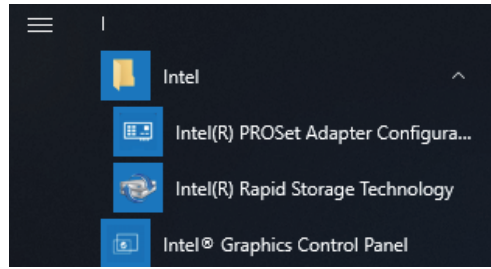 I
Intel
Intel(R) PROSet Adapter Configura...
Intel(R) Rapid Storage Technology
Intel® Graphics Control Panel